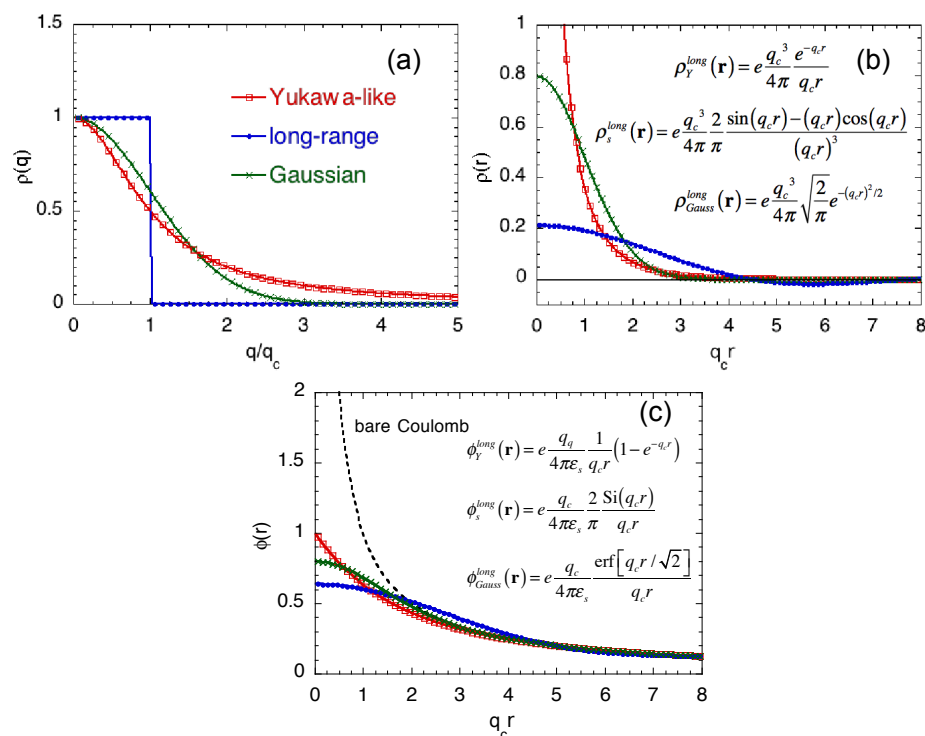 (a)
1.5
1
0.5
0
ρ(q)
Yukawa-like
long-range
Gaussian
0 1 2 3 4 5
q/q_c
(b)
1
0.8
0.6
0.4
0.2
0
ρ(r)
ρ_Y^{long}(r) = e q_c^3/4π e^{-q_c r}/q_c r
ρ_s^{long}(r) = e q_c^3/4π 2/π sin(q_c r)−(q_c r)cos(q_c r)/(q_c r)^3
ρ_{Gauss}^{long}(r) = e q_c^3/4π √(2/π) e^{-(q_c r)^2/2}
0 1 2 3 4 5 6 7 8
q_c r
(c)
2
1.5
1
0.5
0
ϕ(r)
bare Coulomb
ϕ_Y^{long}(r) = e q_q/4πε_s 1/q_c r (1−e^{-q_c r})
ϕ_s^{long}(r) = e q_c/4πε_s 2/π Si(q_c r)/q_c r
ϕ_{Gauss}^{long}(r) = e q_c/4πε_s erf[q_c r/√2]/q_c r
0 1 2 3 4 5 6 7 8
q_c r